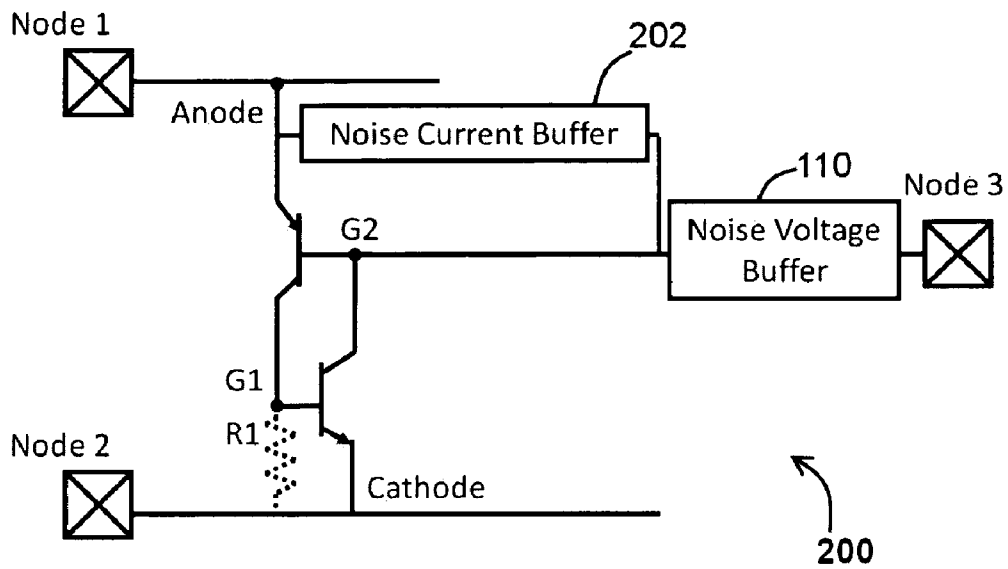 Node 1
202
Anode
Noise Current Buffer
110
Node 3
G2
Noise Voltage
Buffer
G1
R1
Node 2
Cathode
200